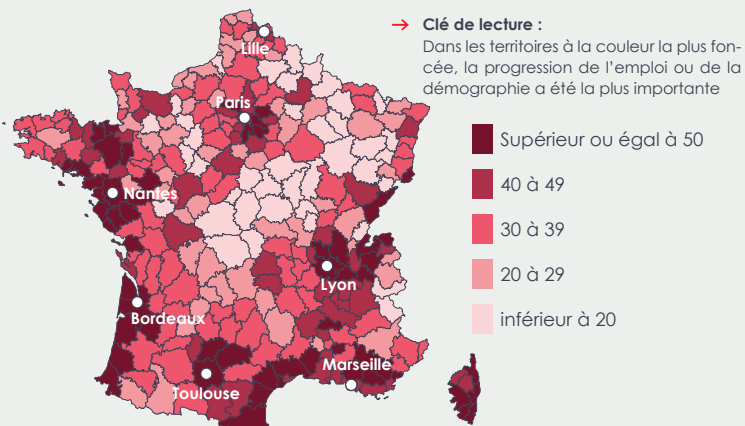 → Clé de lecture :
Dans les territoires à la couleur la plus fon-
cée, la progression de l'emploi ou de la
démographie a été la plus importante
Supérieur ou égal à 50
40 à 49
30 à 39
20 à 29
inférieur à 20
Lille
Paris
Nantes
Lyon
Bordeaux
Marseille
Toulouse